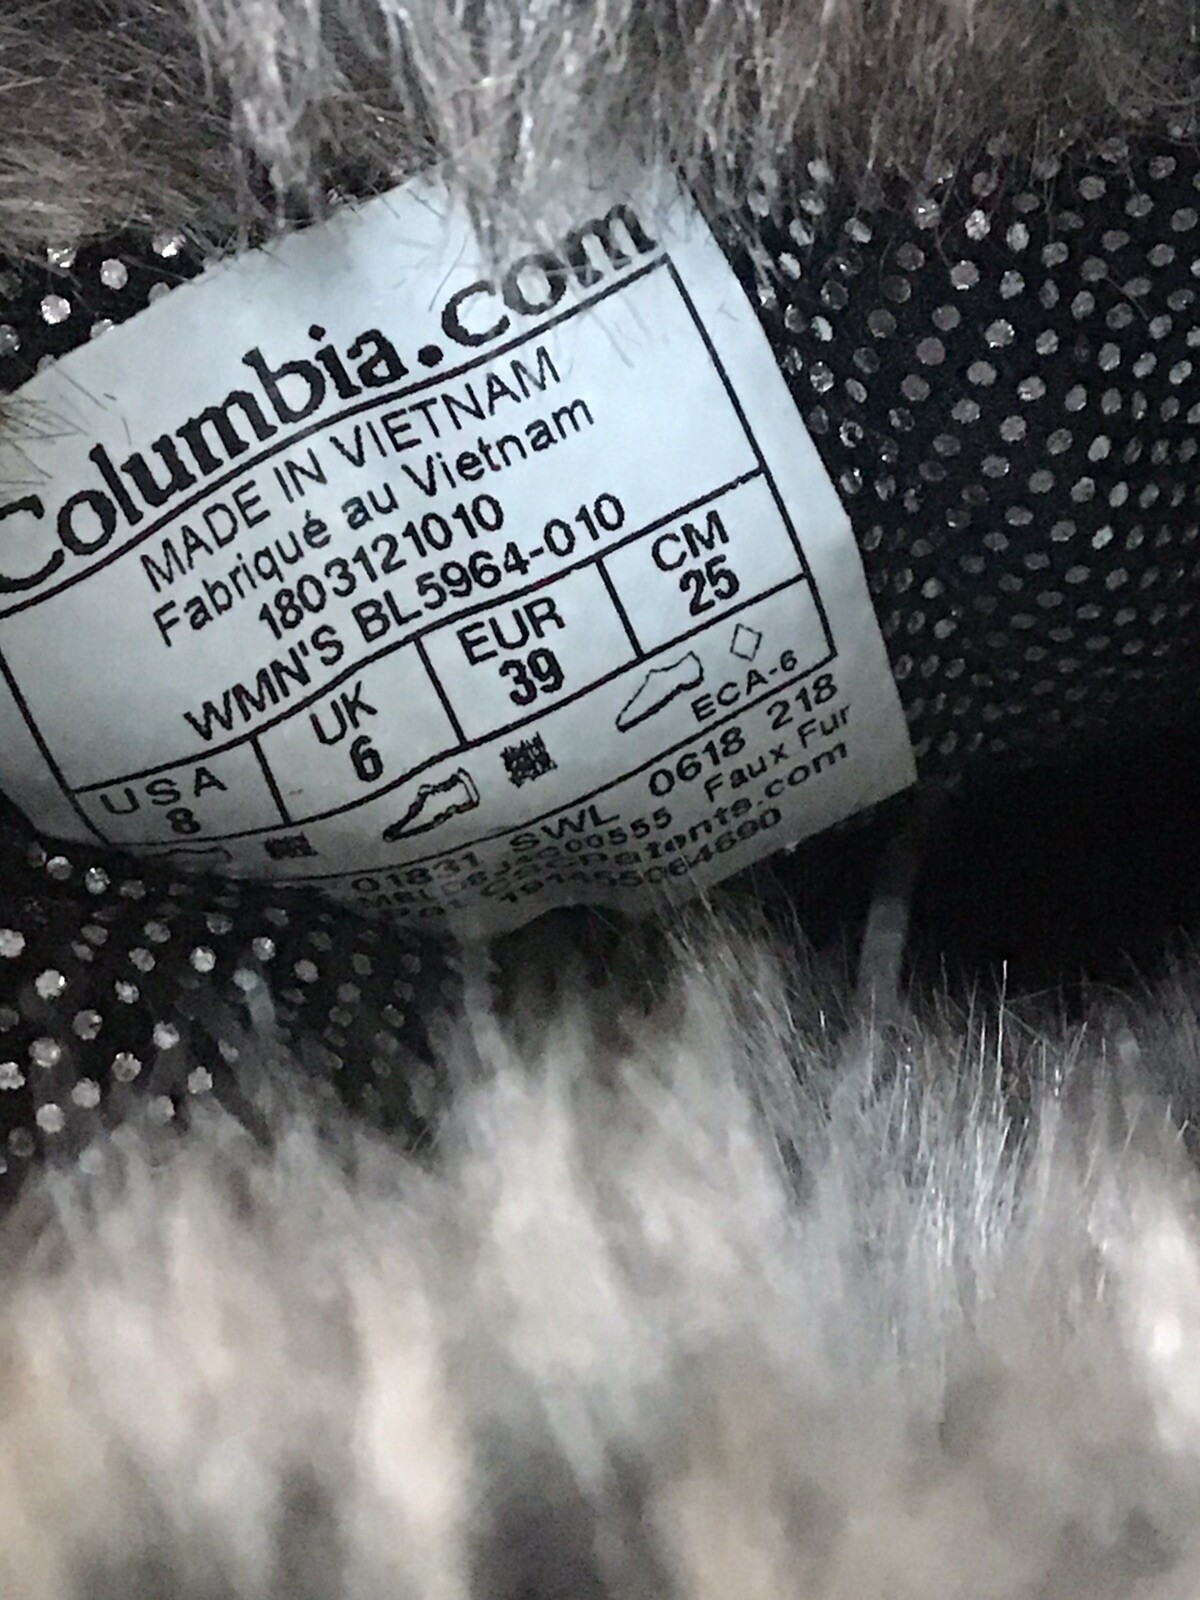 Columbia.com
MADE IN VIETNAM
Fabriqué au Vietnam
1803121010
WMN'S BL5964-010
USA UK EUR CM
8 6 39 25
ECA-6
01831 SWL 0618 218
Faux Fur